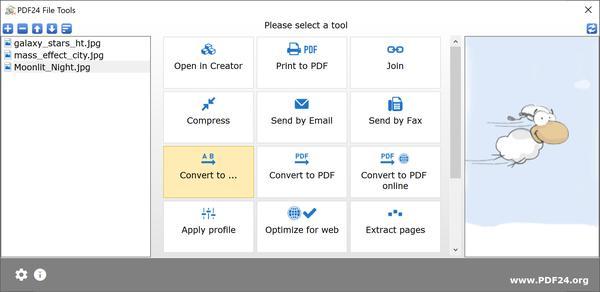 PDF24 File Tools
Please select a tool
galaxy_stars_ht.jpg
mass_effect_city.jpg
Moonlit_Night.jpg
Open in Creator
PDF
Print to PDF
Join
Compress
Send by Email
Send by Fax
A B
Convert to ...
PDF
Convert to PDF
PDF
Convert to PDF
online
Apply profile
Optimize for web
Extract pages
www.PDF24.org